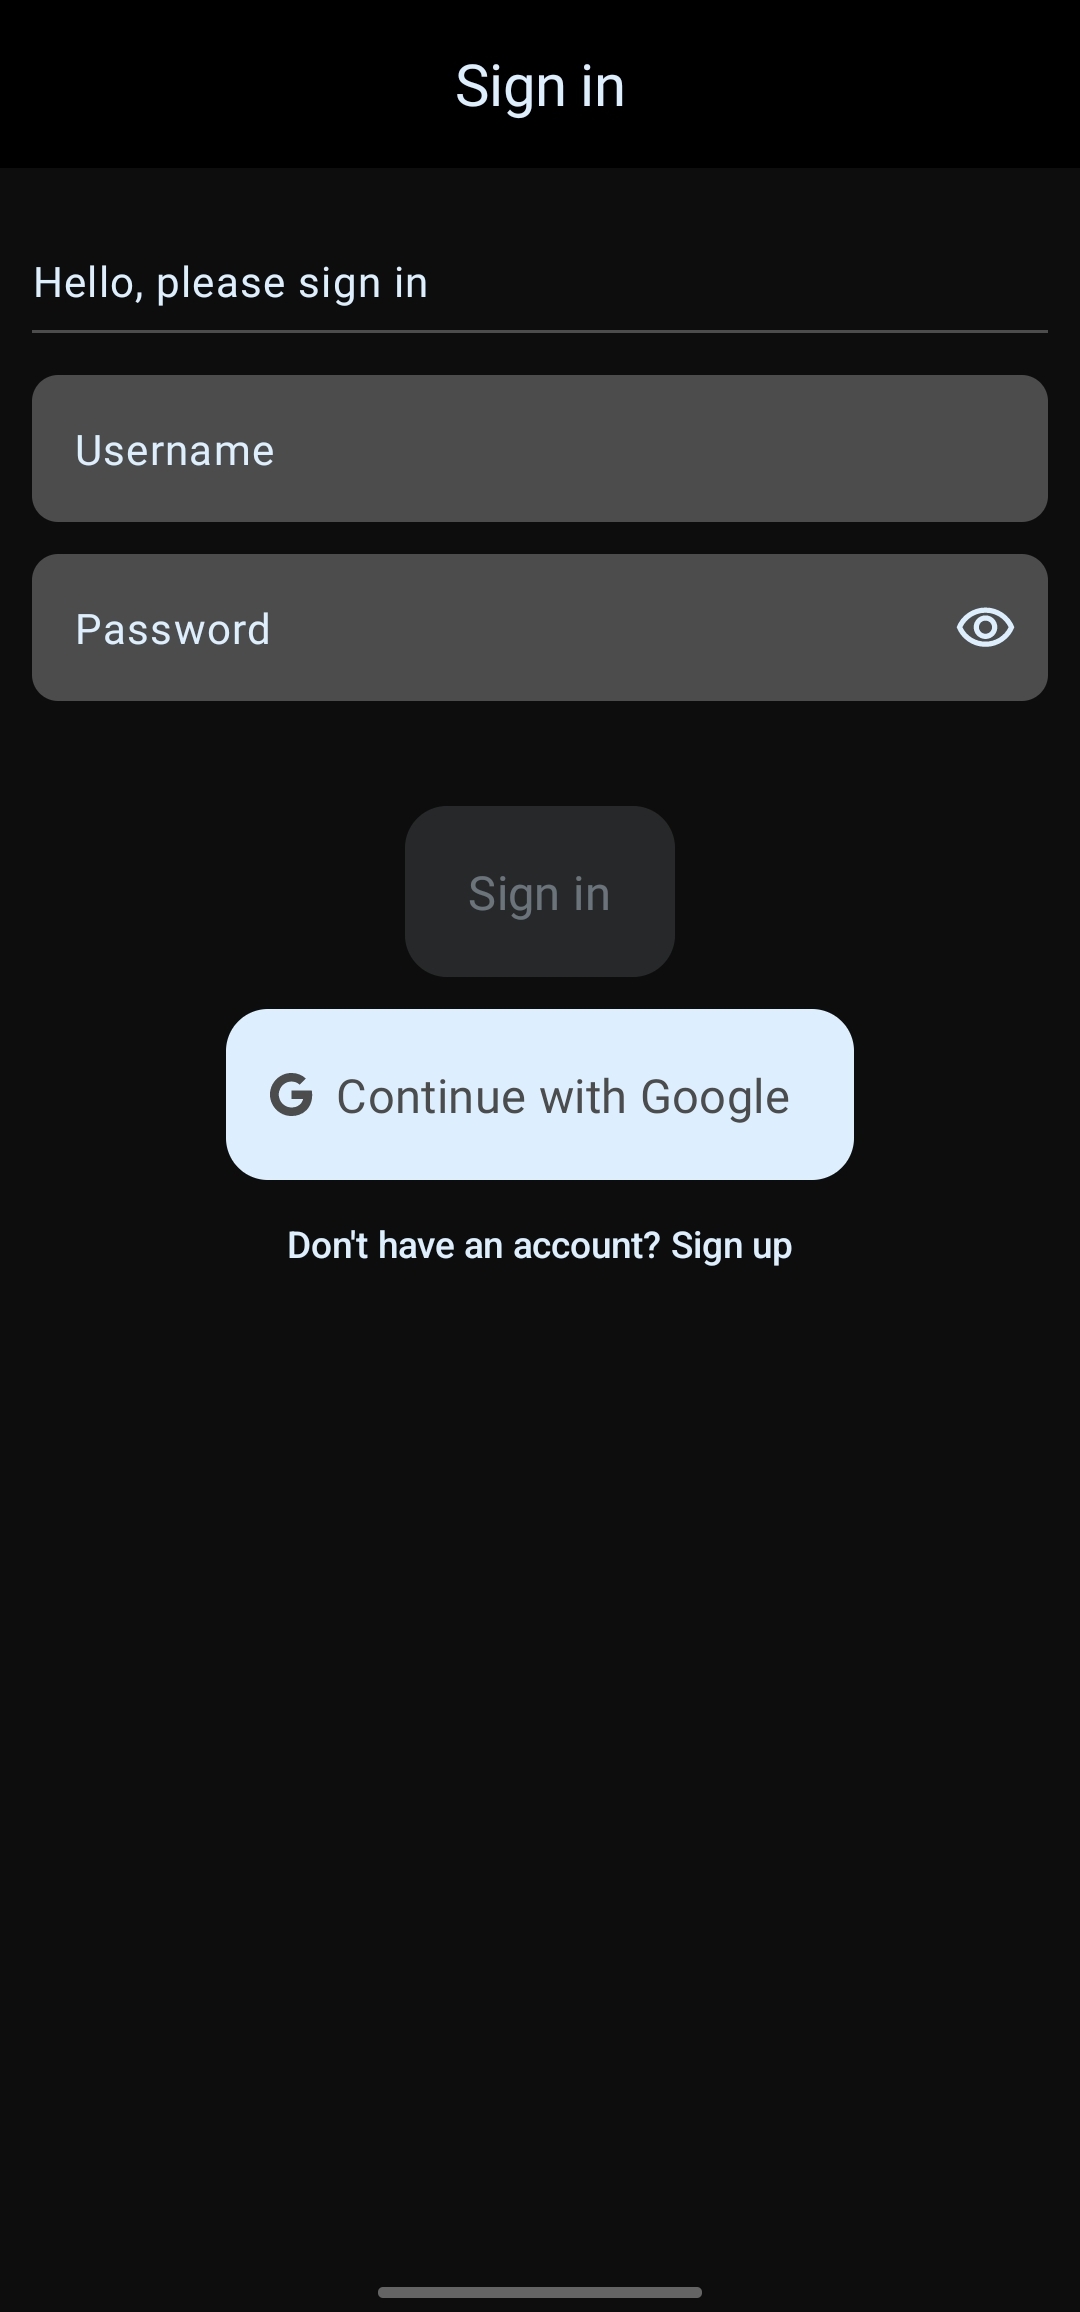 Sign in
Hello, please sign in
Username
Password
Sign in
Continue with Google
Don't have an account? Sign up